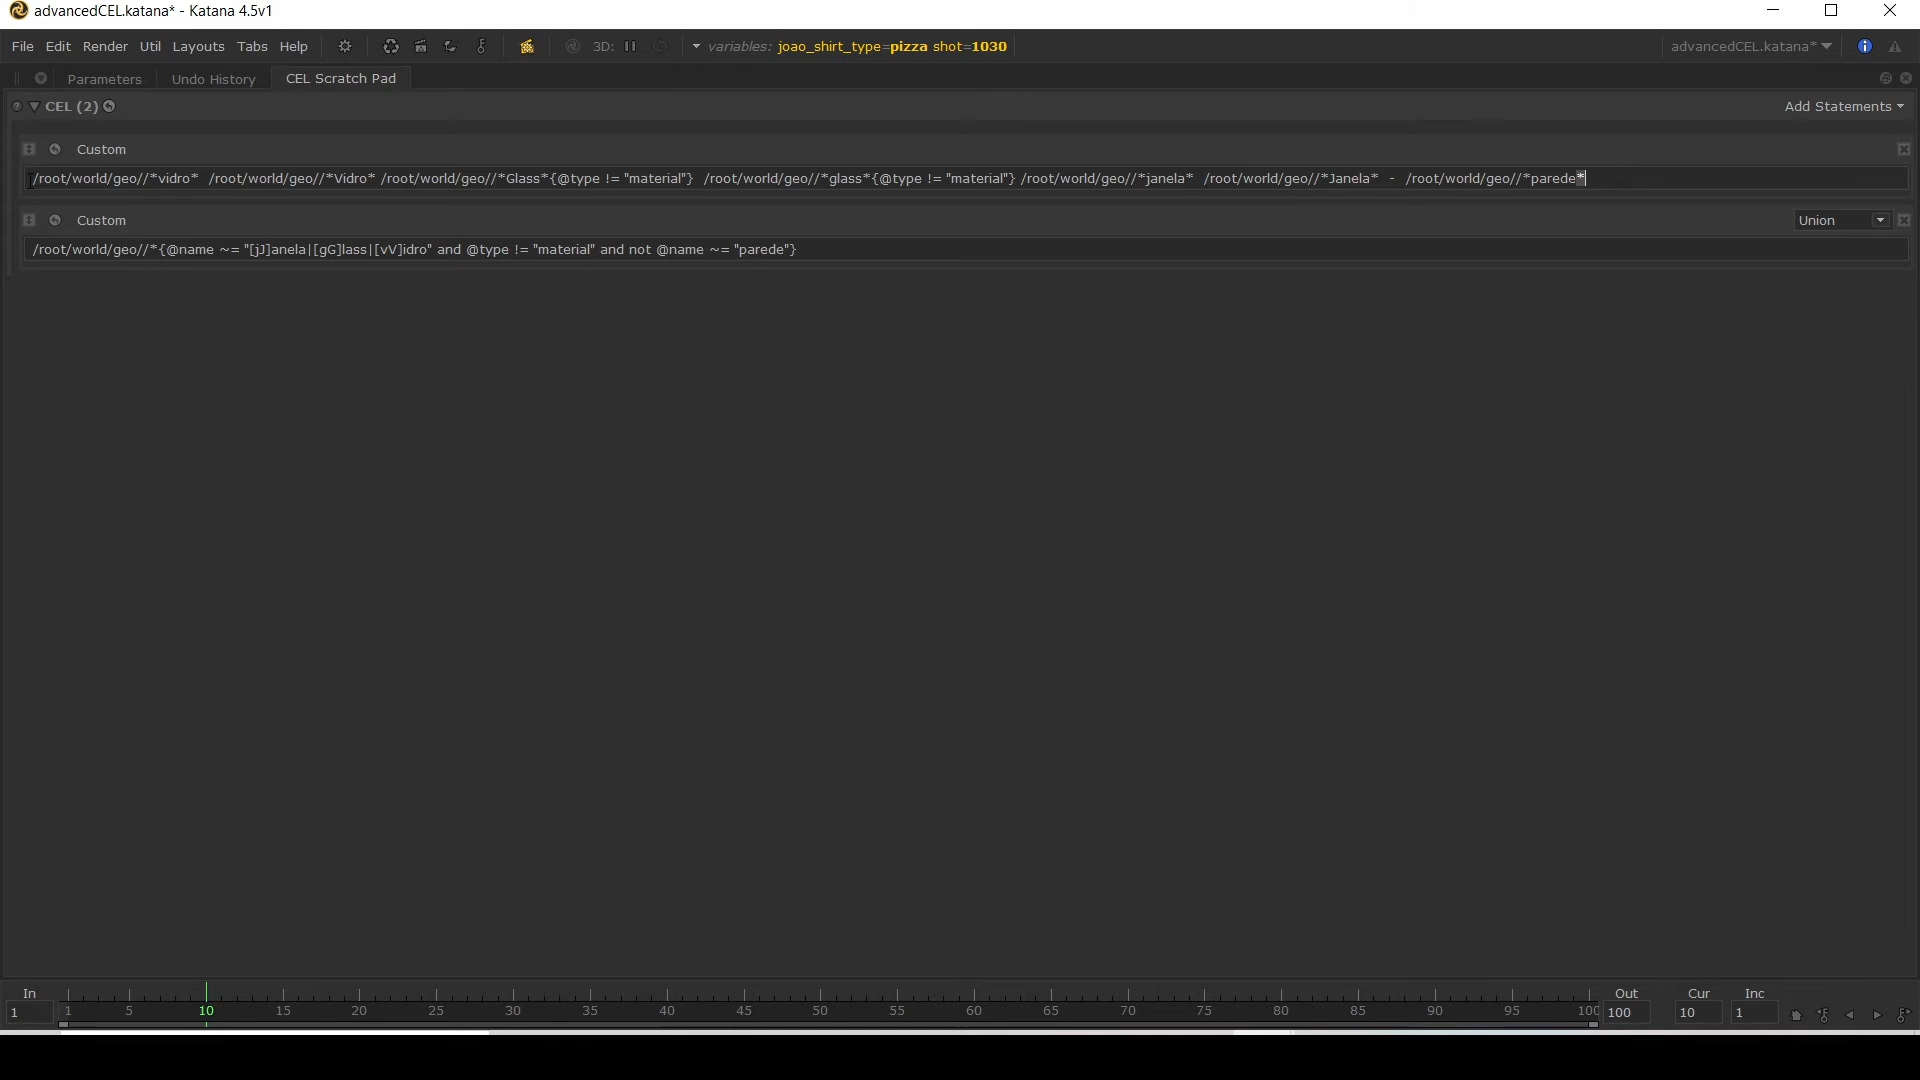 advancedCEL.katana* - Katana 4.5v1
File Edit Render Util Layouts Tabs Help 3D: variables: joao_shirt_type=pizza shot=1030 advancedCEL.katana*
Parameters Undo History CEL Scratch Pad
CEL (2) Add Statements
Custom
/root/world/geo//*vidro*  /root/world/geo//*Vidro* /root/world/geo//*Glass*{@type != "material"}  /root/world/geo//*glass*{@type != "material"} /root/world/geo//*janela*  /root/world/geo//*Janela*  -  /root/world/geo//*parede*
Custom Union
/root/world/geo//*{@name ~= "[jJ]anela|[gG]lass|[vV]idro" and @type != "material" and not @name ~= "parede"}
In Out Cur Inc
1 1 5 10 15 20 25 30 35 40 45 50 55 60 65 70 75 80 85 90 95 100 100 10 1